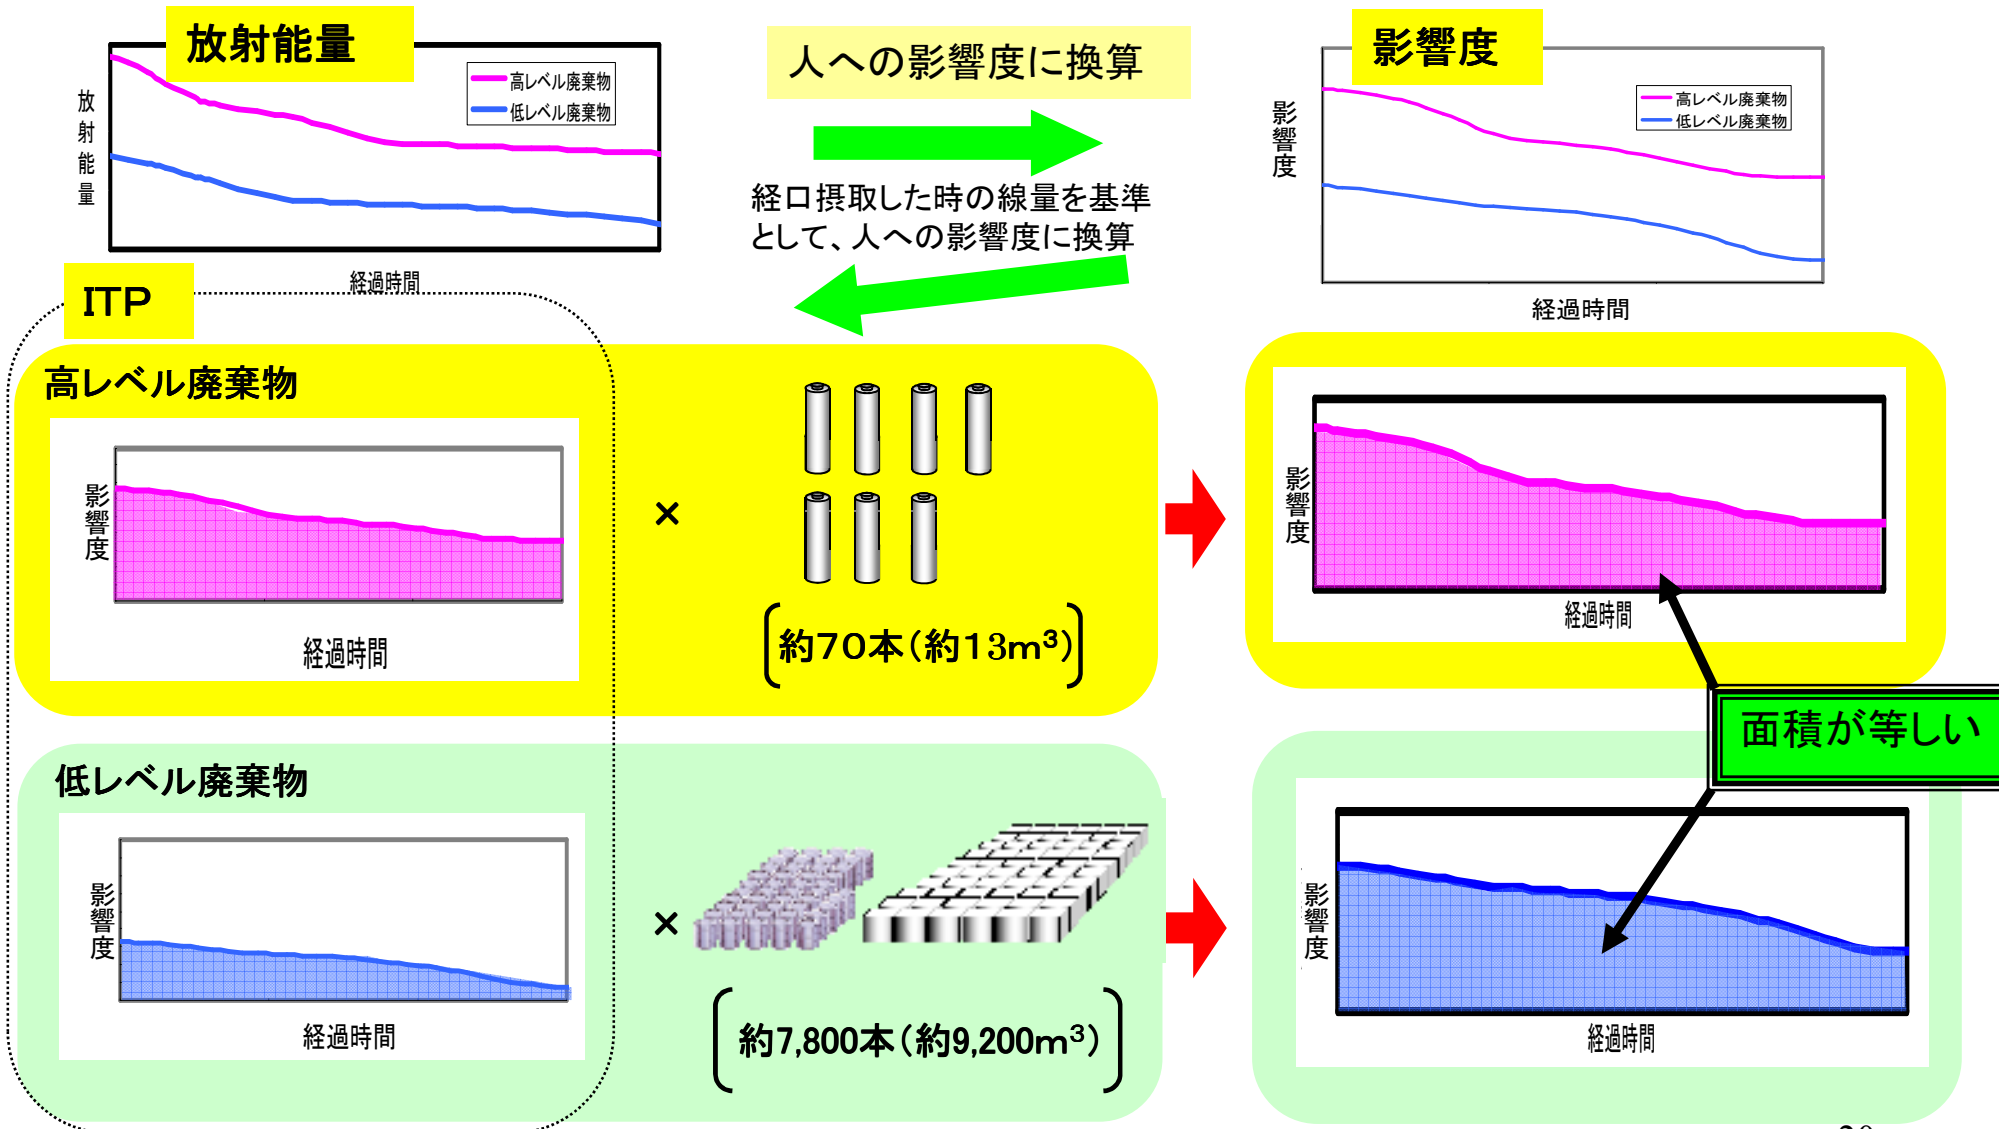 放射能量
高レベル廃棄物
低レベル廃棄物
放射能量
経過時間
人への影響度に換算
経口摂取した時の線量を基準
として、人への影響度に換算
影響度
高レベル廃棄物
低レベル廃棄物
影響度
経過時間
ITP
高レベル廃棄物
影響度
経過時間
×
約70本(約13m³)
影響度
経過時間
面積が等しい
低レベル廃棄物
影響度
経過時間
×
約7,800本(約9,200m³)
影響度
経過時間